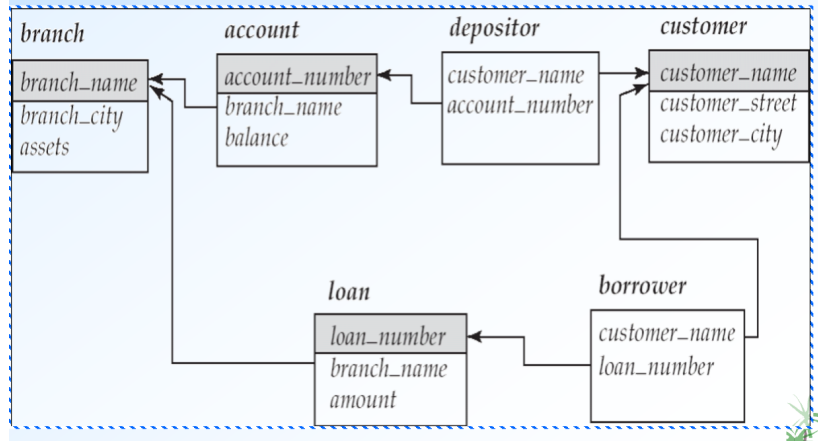 branch
branch_name
branch_city
assets
account
account_number
branch_name
balance
depositor
customer_name
account_number
customer
customer_name
customer_street
customer_city
loan
loan_number
branch_name
amount
borrower
customer_name
loan_number